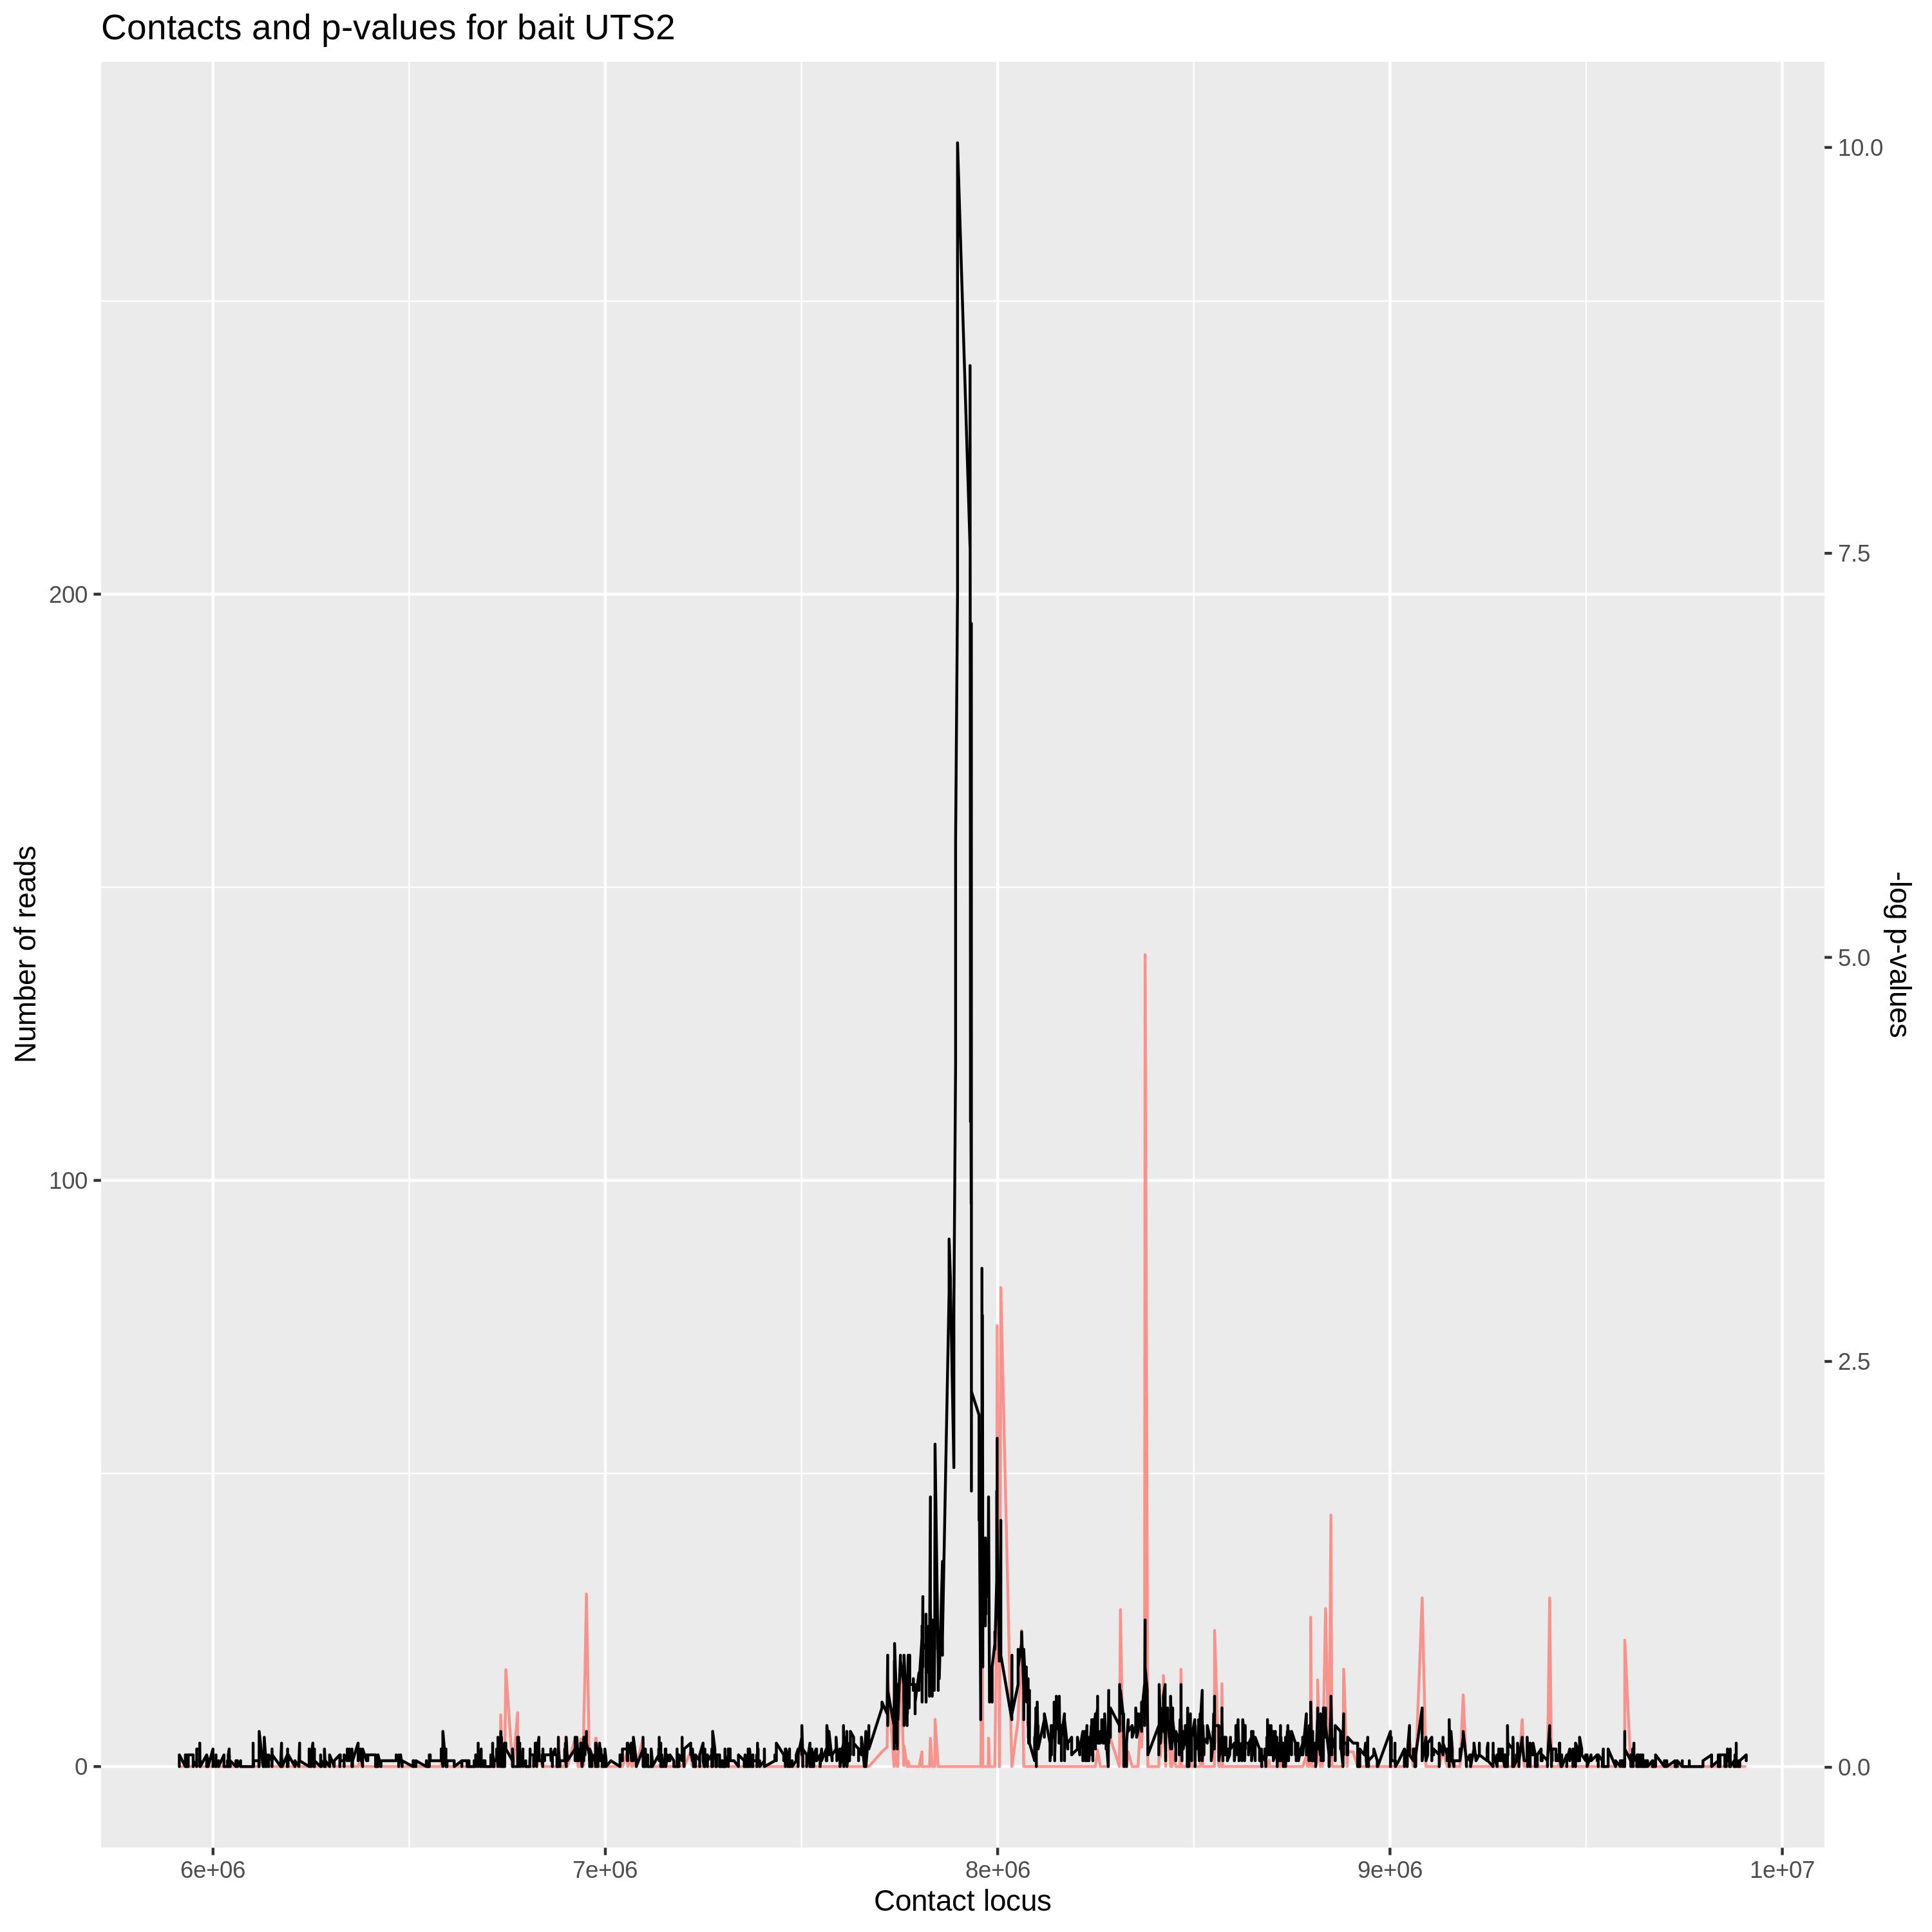 Contacts and p-values for bait UTS2
Number of reads
200
100
0
10.0
7.5
5.0
2.5
0.0
-log p-values
6e+06 7e+06 8e+06 9e+06 1e+07
Contact locus